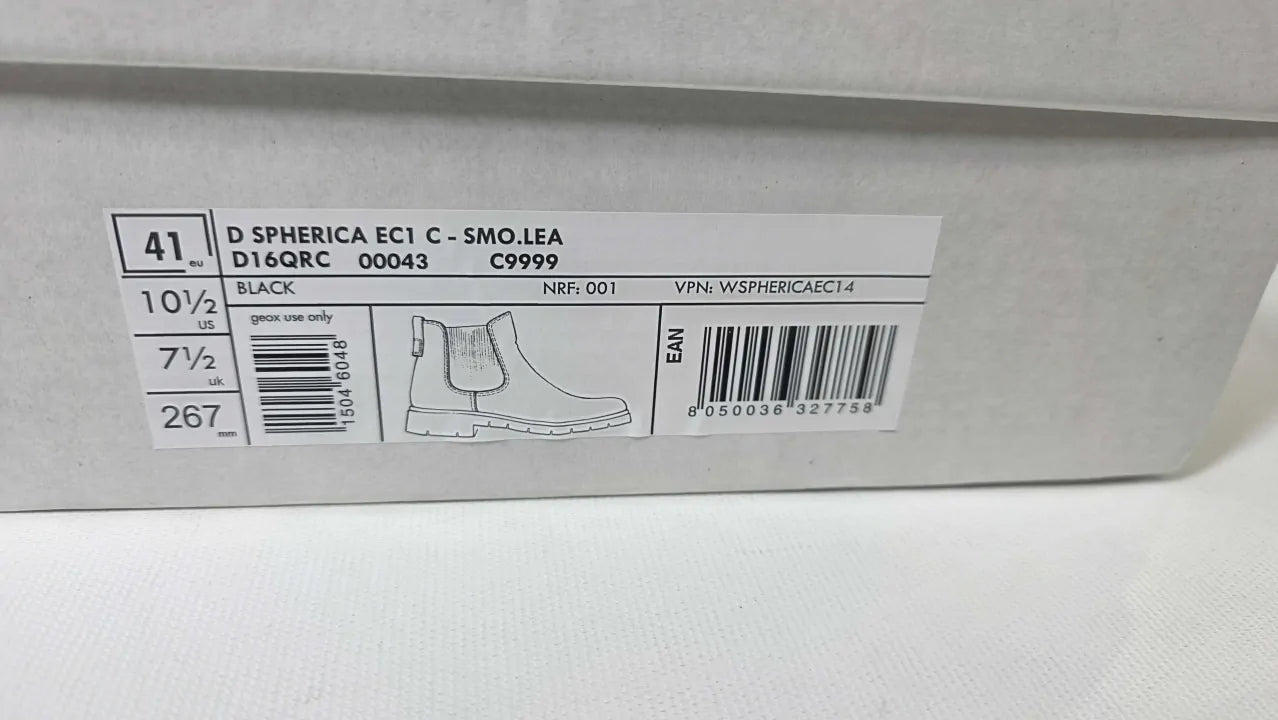 41 eu
10½ US
7½ uk
267 mm
D SPHERICA EC1 C - SMO.LEA
D16QRC 00043 C9999
BLACK NRF: 001 VPN: WSPHERICAEC14
geox use only
1504 6048
EAN
8 050036 327758